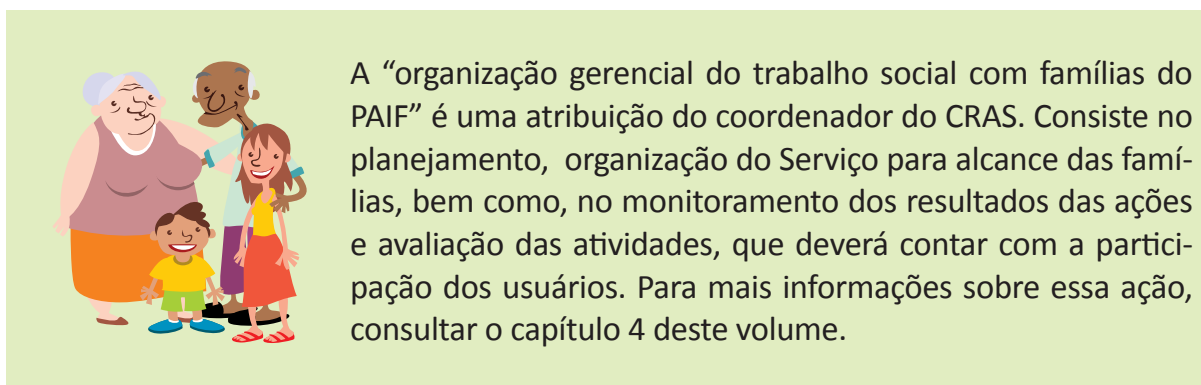 A “organização gerencial do trabalho social com famílias do
PAIF” é uma atribuição do coordenador do CRAS. Consiste no
planejamento, organização do Serviço para alcance das famí-
lias, bem como, no monitoramento dos resultados das ações
e avaliação das atividades, que deverá contar com a partici-
pação dos usuários. Para mais informações sobre essa ação,
consultar o capítulo 4 deste volume.